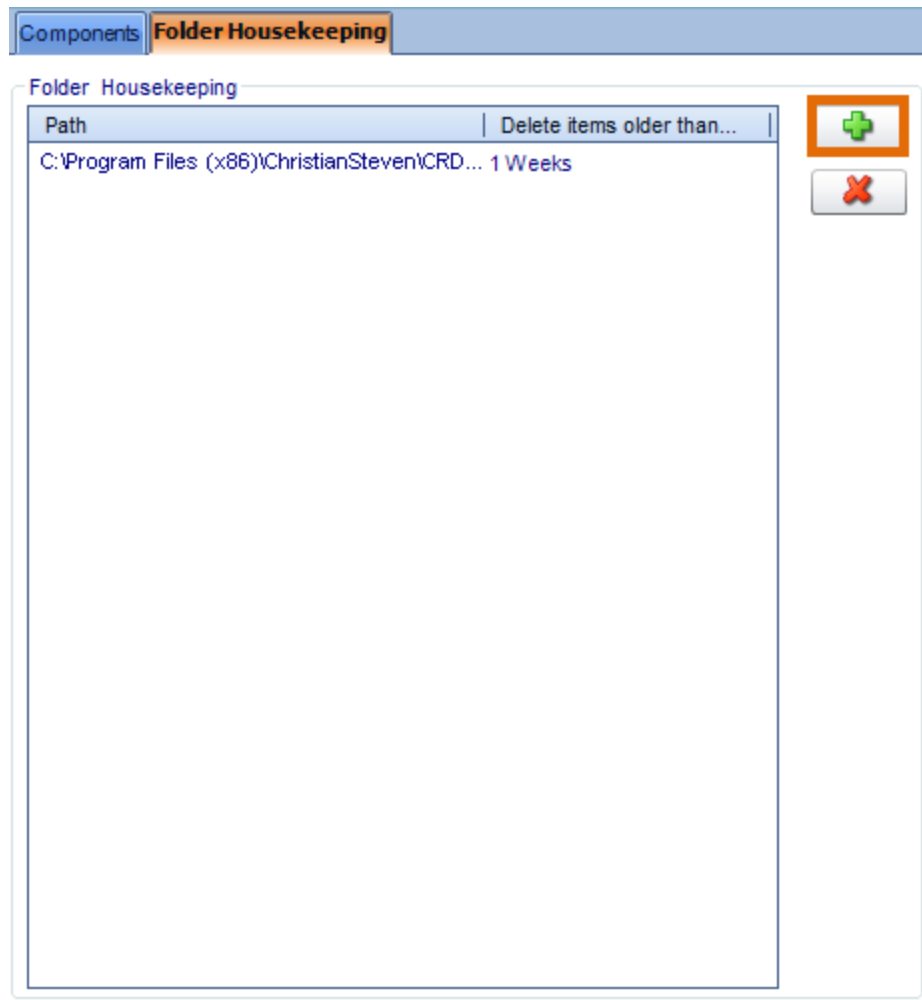 Components Folder Housekeeping
Folder Housekeeping
Path Delete items older than...
C:\Program Files (x86)\ChristianSteven\CRD... 1 Weeks